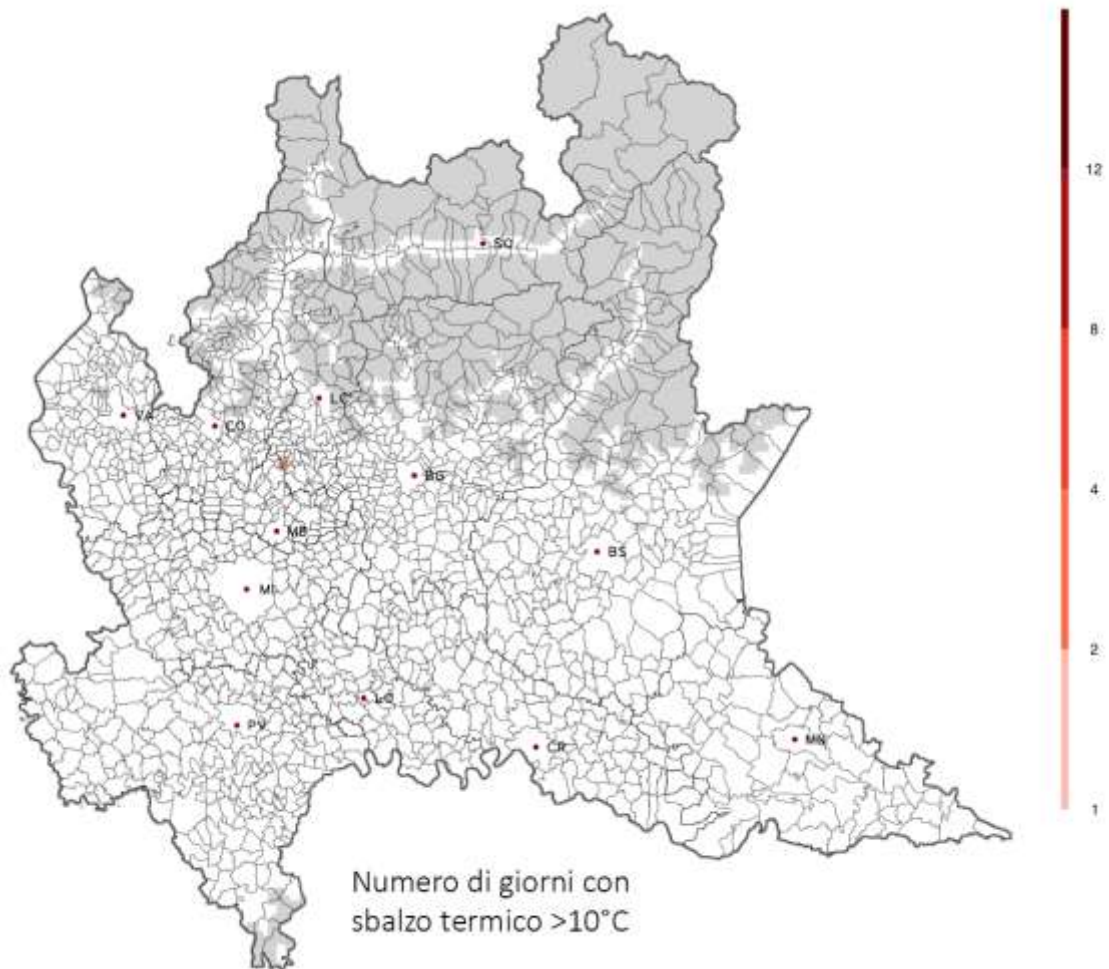 12
SO
8
LC
VA
CO
BG
4
MB
BS
MI
2
LO
PV
MN
CR
1
Numero di giorni con
sbalzo termico >10°C